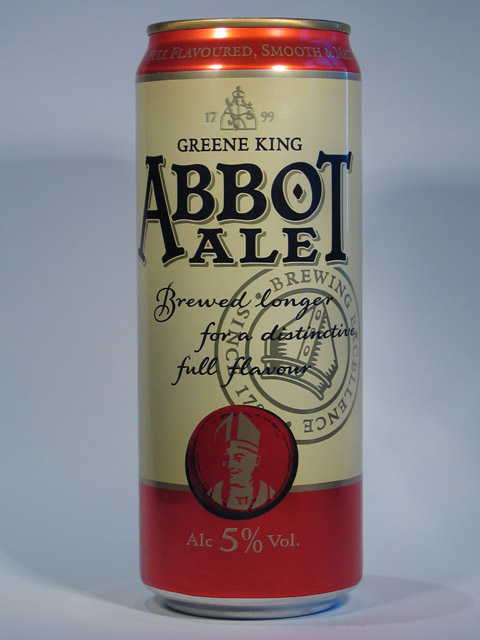 FULL FLAVOURED, SMOOTH &
17 99
GREENE KING
ABBOT
ALE
BREWING EXCELLENCE
Brewed longer
for a distinctive,
full flavour
Alc 5% Vol.